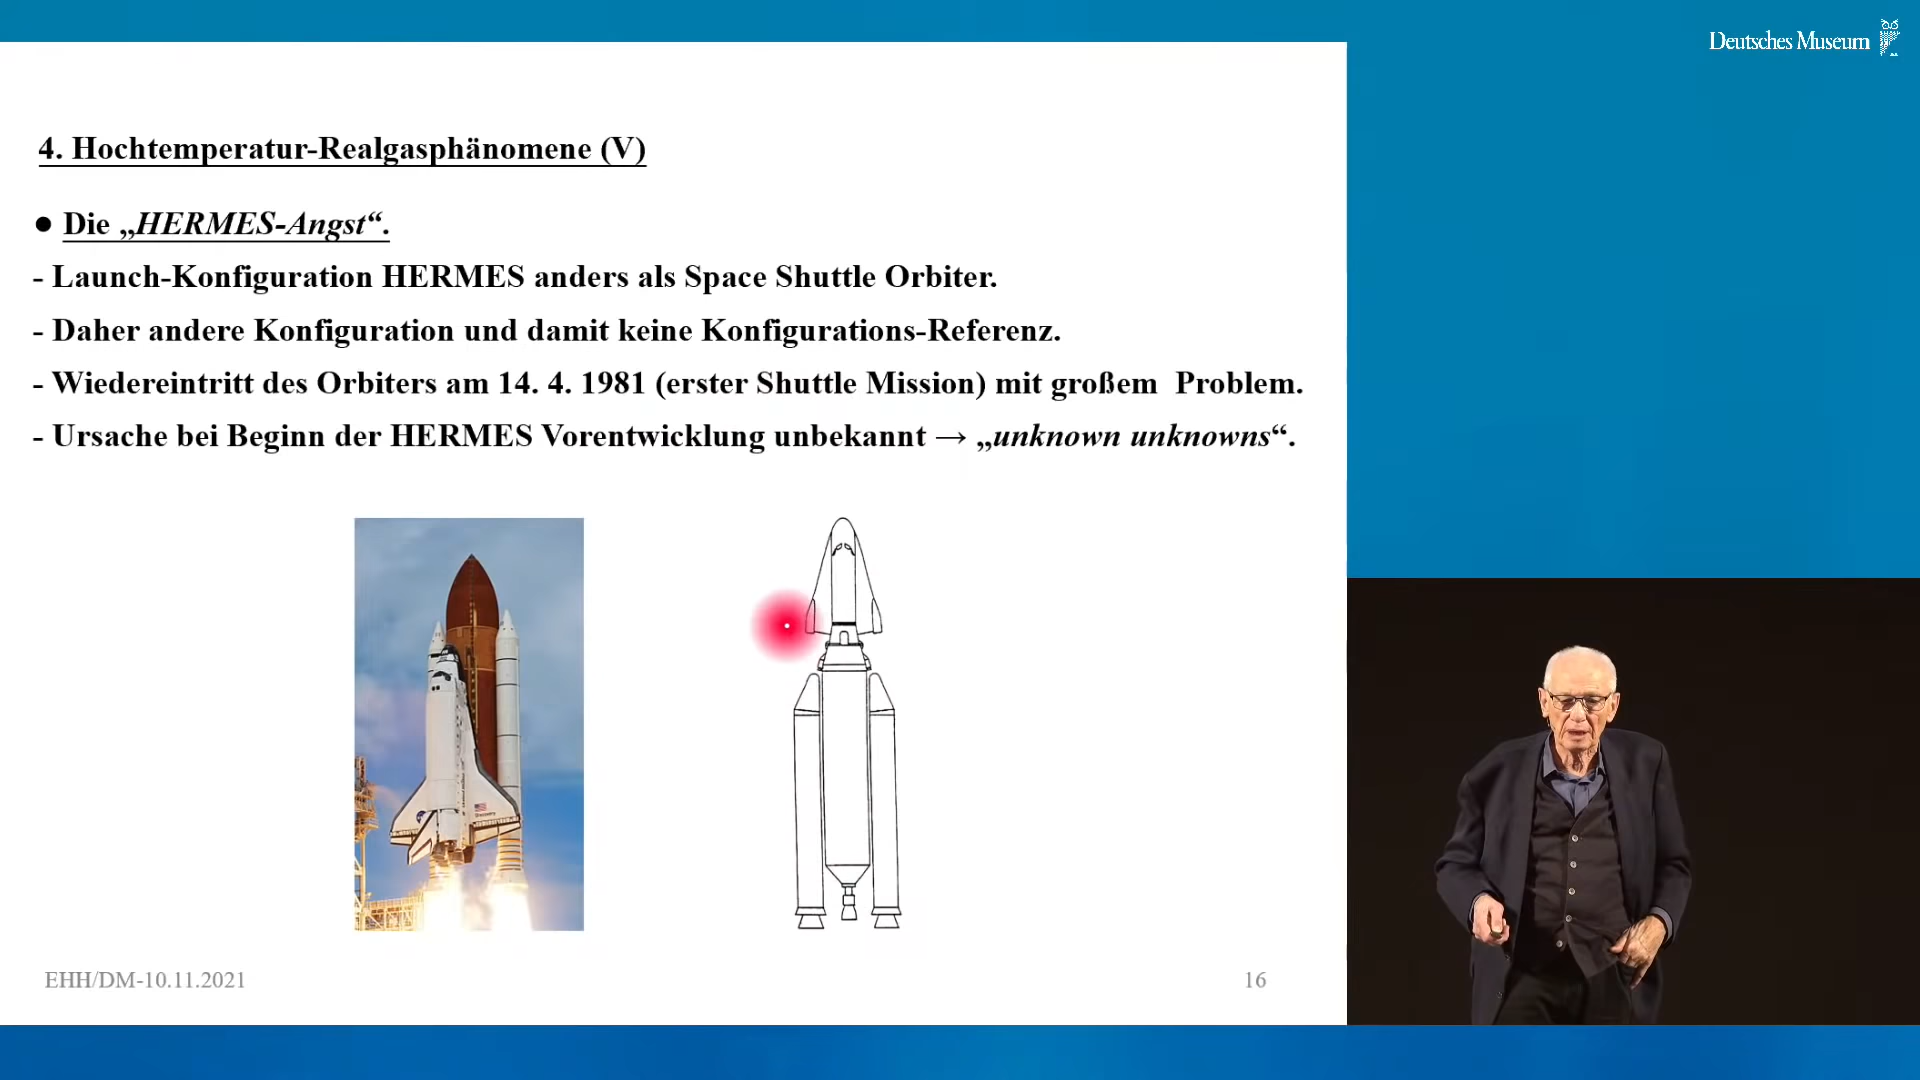 Deutsches Museum
4. Hochtemperatur-Realgasphänomene (V)
● Die „HERMES-Angst“.
- Launch-Konfiguration HERMES anders als Space Shuttle Orbiter.
- Daher andere Konfiguration und damit keine Konfigurations-Referenz.
- Wiedereintritt des Orbiters am 14. 4. 1981 (erster Shuttle Mission) mit großem Problem.
- Ursache bei Beginn der HERMES Vorentwicklung unbekannt → „unknown unknowns“.
EHH/DM-10.11.2021
16